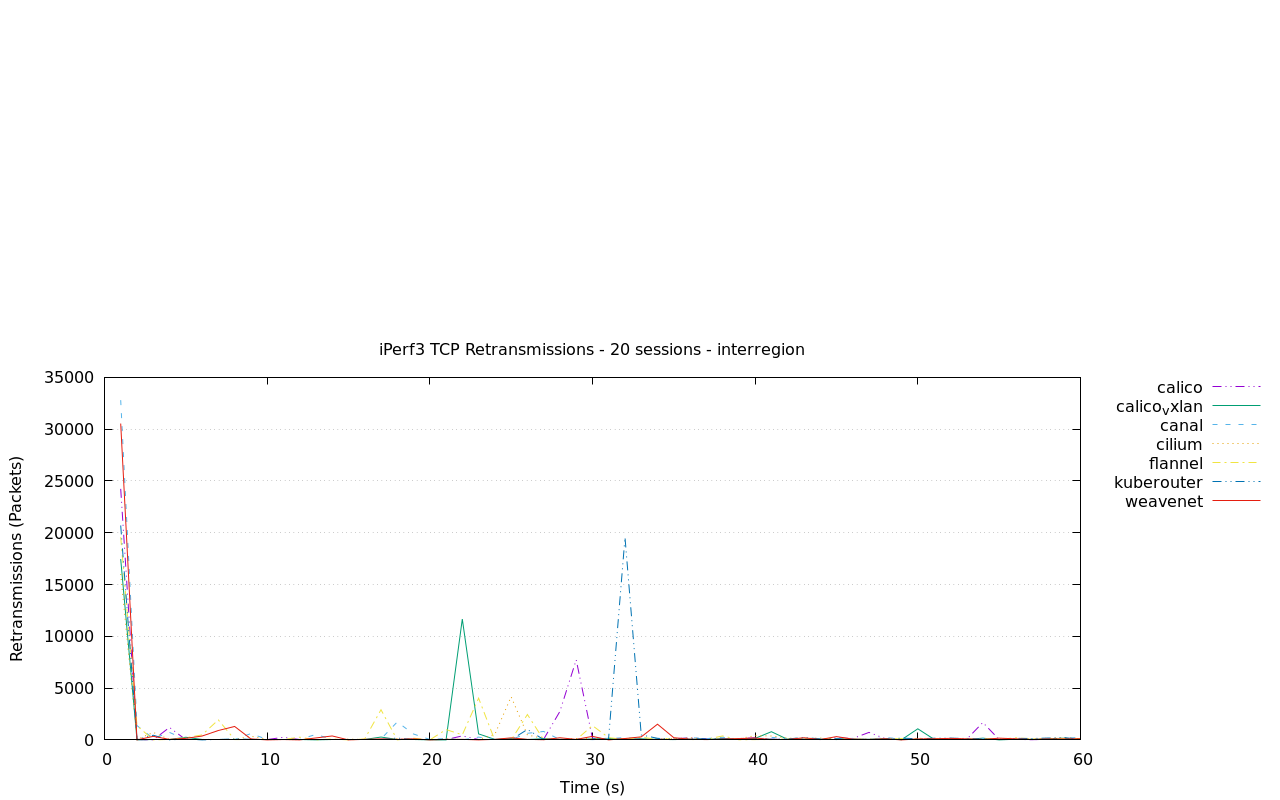 iPerf3 TCP Retransmissions - 20 sessions - interregion
35000
30000
25000
20000
15000
10000
5000
0
Retransmissions (Packets)
0 10 20 30 40 50 60
Time (s)
calico
calicovxlan
canal
cilium
flannel
kuberouter
weavenet